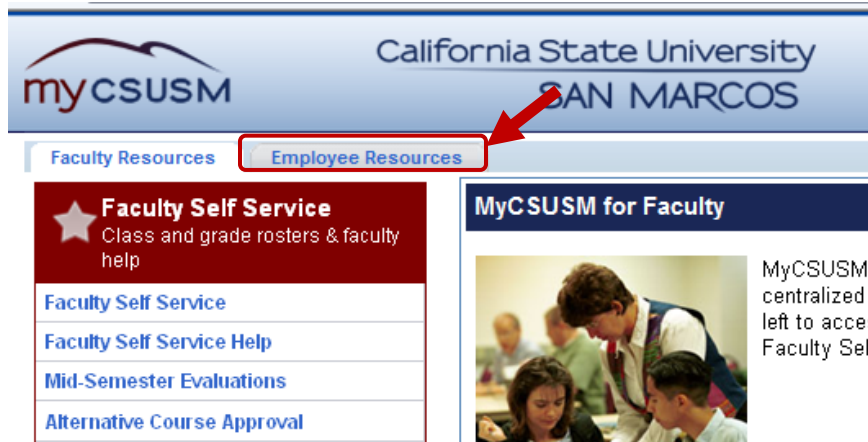 my CSUSM
California State University
SAN MARCOS
Faculty Resources
Employee Resources
Faculty Self Service
Class and grade rosters & faculty
help
Faculty Self Service
Faculty Self Service Help
Mid-Semester Evaluations
Alternative Course Approval
MyCSUSM for Faculty
MyCSUSM
centralized
left to acce
Faculty Sel